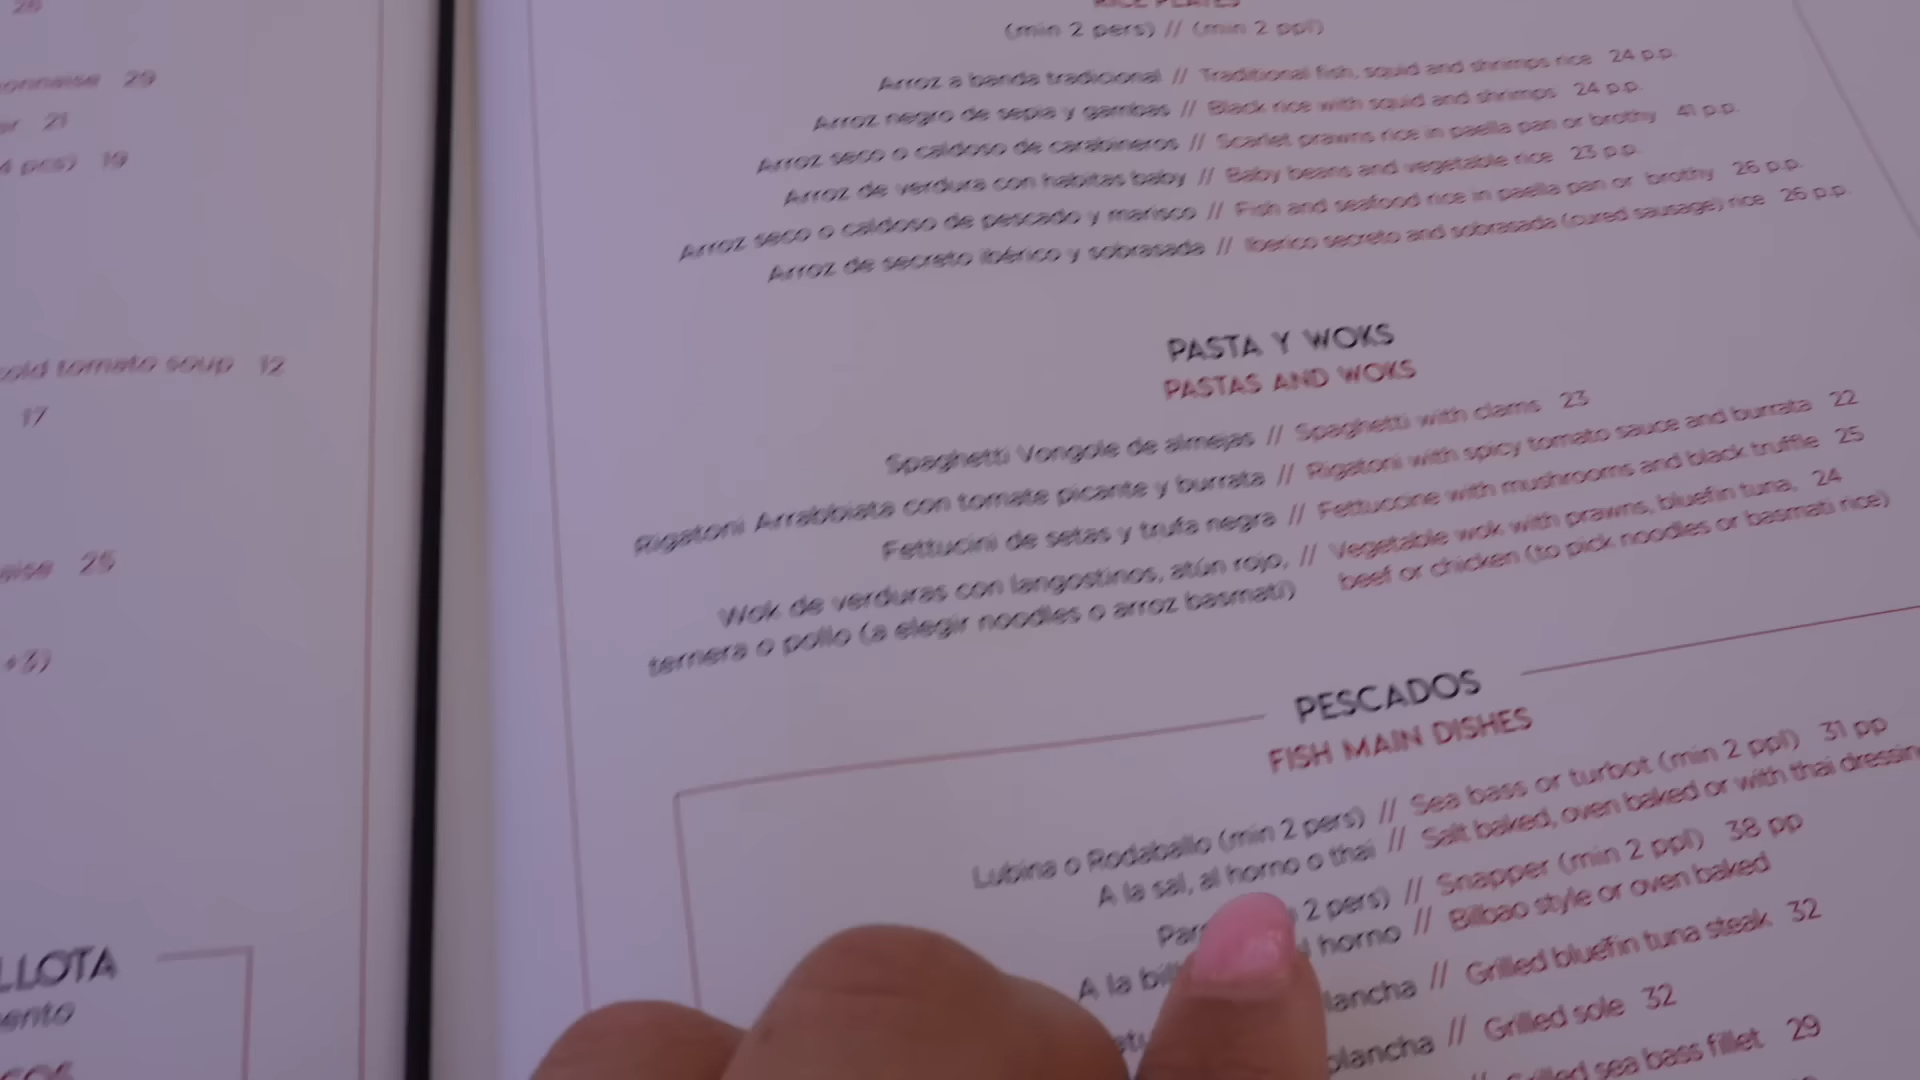 29
21
19
cold tomato soup 12
17
25
+3)
LLOTA
RICE PLATES
(min 2 pers) // (min 2 ppl)
Arroz a banda tradicional // Traditional fish, squid and shrimps rice 24 p.p.
Arroz negro de sepia y gambas // Black rice with squid and shrimps 24 p.p.
Arroz seco o caldoso de carabineros // Scarlet prawns rice in paella pan or brothy 41 p.p.
Arroz de verdura con habitas baby // Baby beans and vegetable rice 23 p.p.
Arroz seco o caldoso de pescado y marisco // Fish and seafood rice in paella pan or brothy 26 p.p.
Arroz de secreto ibérico y sobrasada // Iberico secreto and sobrasada (cured sausage) rice 26 p.p.
PASTA Y WOKS
PASTAS AND WOKS
Spaghetti Vongole de almejas // Spaghetti with clams 23
Rigatoni Arrabbiata con tomate picante y burrata // Rigatoni with spicy tomato sauce and burrata 22
Fettucini de setas y trufa negra // Fettuccine with mushrooms and black truffle 25
Wok de verduras con langostinos, atún rojo, // Vegetable wok with prawns, bluefin tuna, 24
ternera o pollo (a elegir noodles o arroz basmati) beef or chicken (to pick noodles or basmati rice)
PESCADOS
FISH MAIN DISHES
Lubina o Rodaballo (min 2 pers) // Sea bass or turbot (min 2 ppl) 31 pp
A la sal, al horno o thai // Salt baked, oven baked or with thai dressin
Par 2 pers) // Snapper (min 2 ppl) 38 pp
A la bil horno // Bilbao style or oven baked
lancha // Grilled bluefin tuna steak 32
plancha // Grilled sole 32
// Grilled sea bass fillet 29